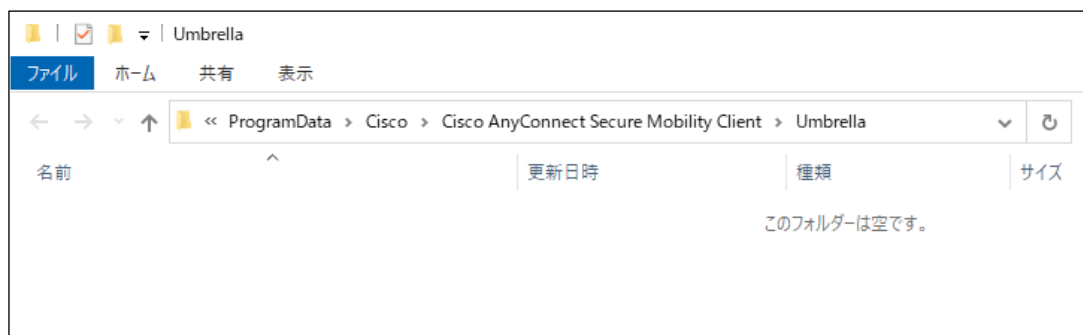 Umbrella
ファイル ホーム 共有 表示
« ProgramData > Cisco > Cisco AnyConnect Secure Mobility Client > Umbrella
名前 更新日時 種類 サイズ
このフォルダーは空です。